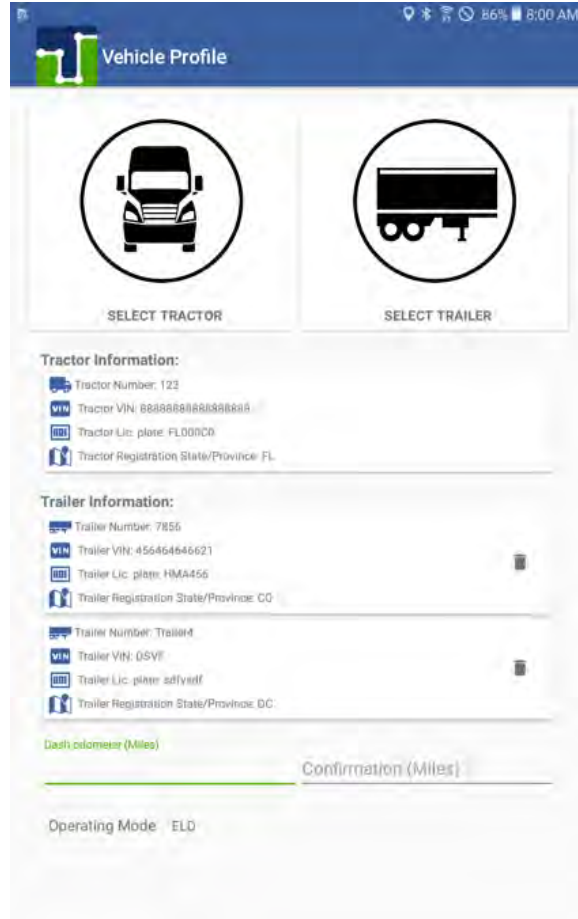 86% 8:00 AM
Vehicle Profile
SELECT TRACTOR
SELECT TRAILER
Tractor Information:
Tractor Number: 123
VIN Tractor VIN:
Tractor Lic. plate: FL000C0
Tractor Registration State/Province: FL
Trailer Information:
Trailer Number: 7856
VIN Trailer VIN: 456464646621
Trailer Lic. plate: HMA456
Trailer Registration State/Province: CO
Trailer Number: Trailer4
VIN Trailer VIN: DSVF
Trailer Lic. plate:
Trailer Registration State/Province: DC
Dash odometer (Miles)
Confirmation (Miles)
Operating Mode ELD